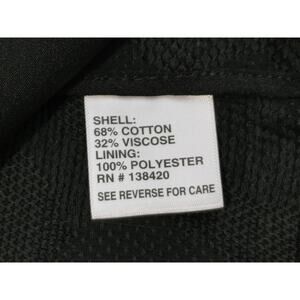 SHELL:
68% COTTON
32% VISCOSE
LINING:
100% POLYESTER
RN # 138420
SEE REVERSE FOR CARE